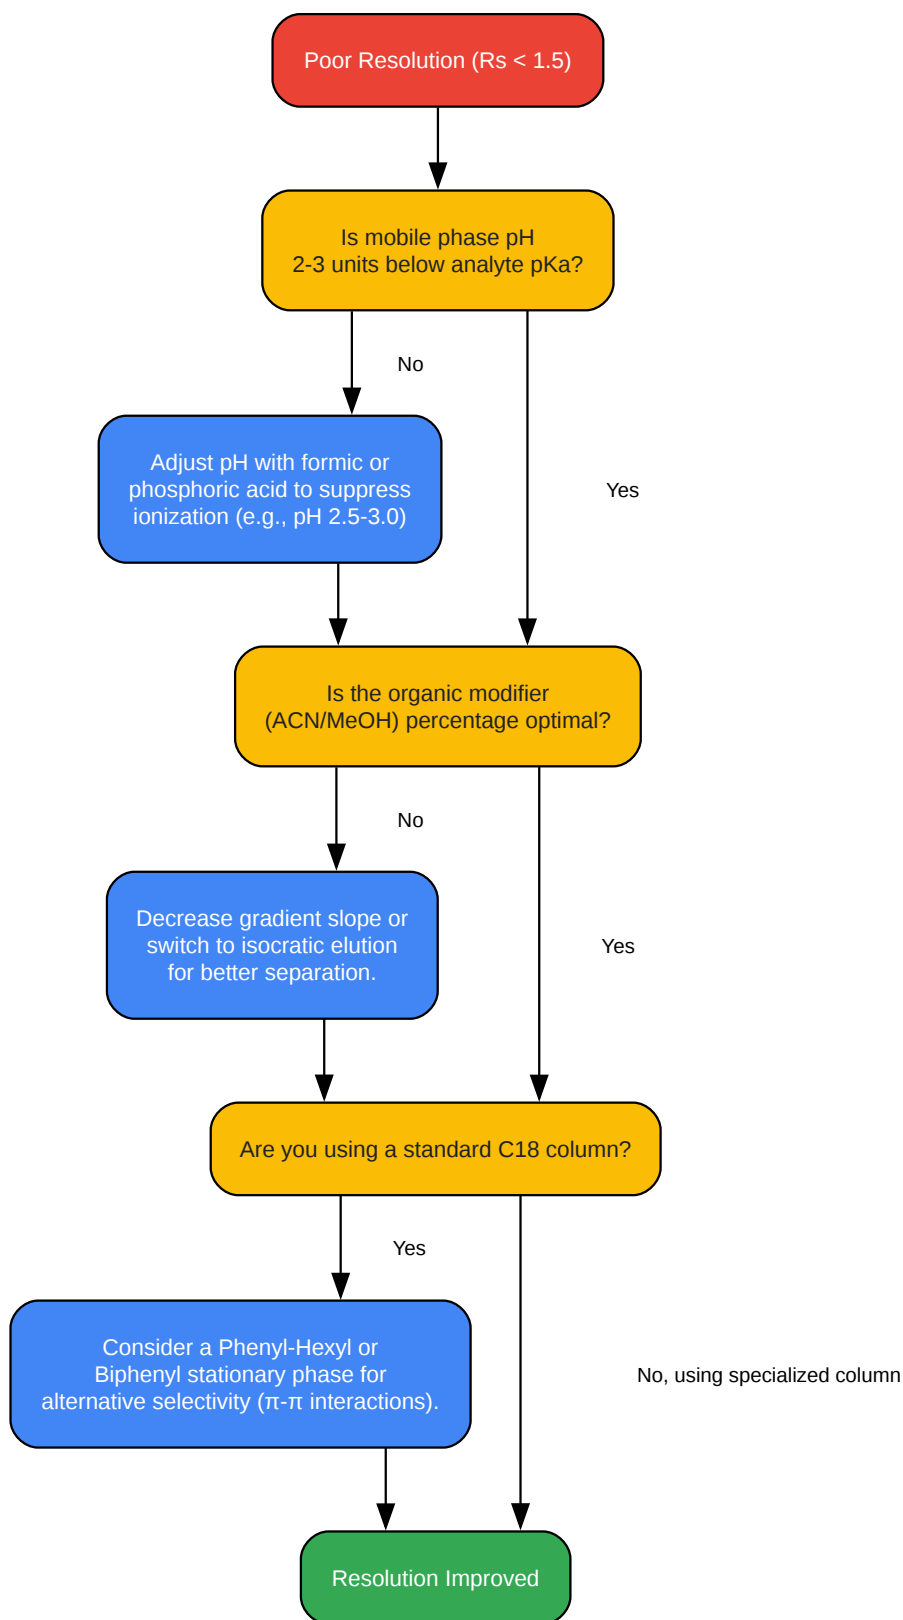 Poor Resolution (Rs < 1.5)
Is mobile phase pH
2-3 units below analyte pKa?
No
Adjust pH with formic or
phosphoric acid to suppress
ionization (e.g., pH 2.5-3.0)
Yes
Is the organic modifier
(ACN/MeOH) percentage optimal?
No
Decrease gradient slope or
switch to isocratic elution
for better separation.
Yes
Are you using a standard C18 column?
Yes
Consider a Phenyl-Hexyl or
Biphenyl stationary phase for
alternative selectivity (π-π interactions).
No, using specialized column
Resolution Improved